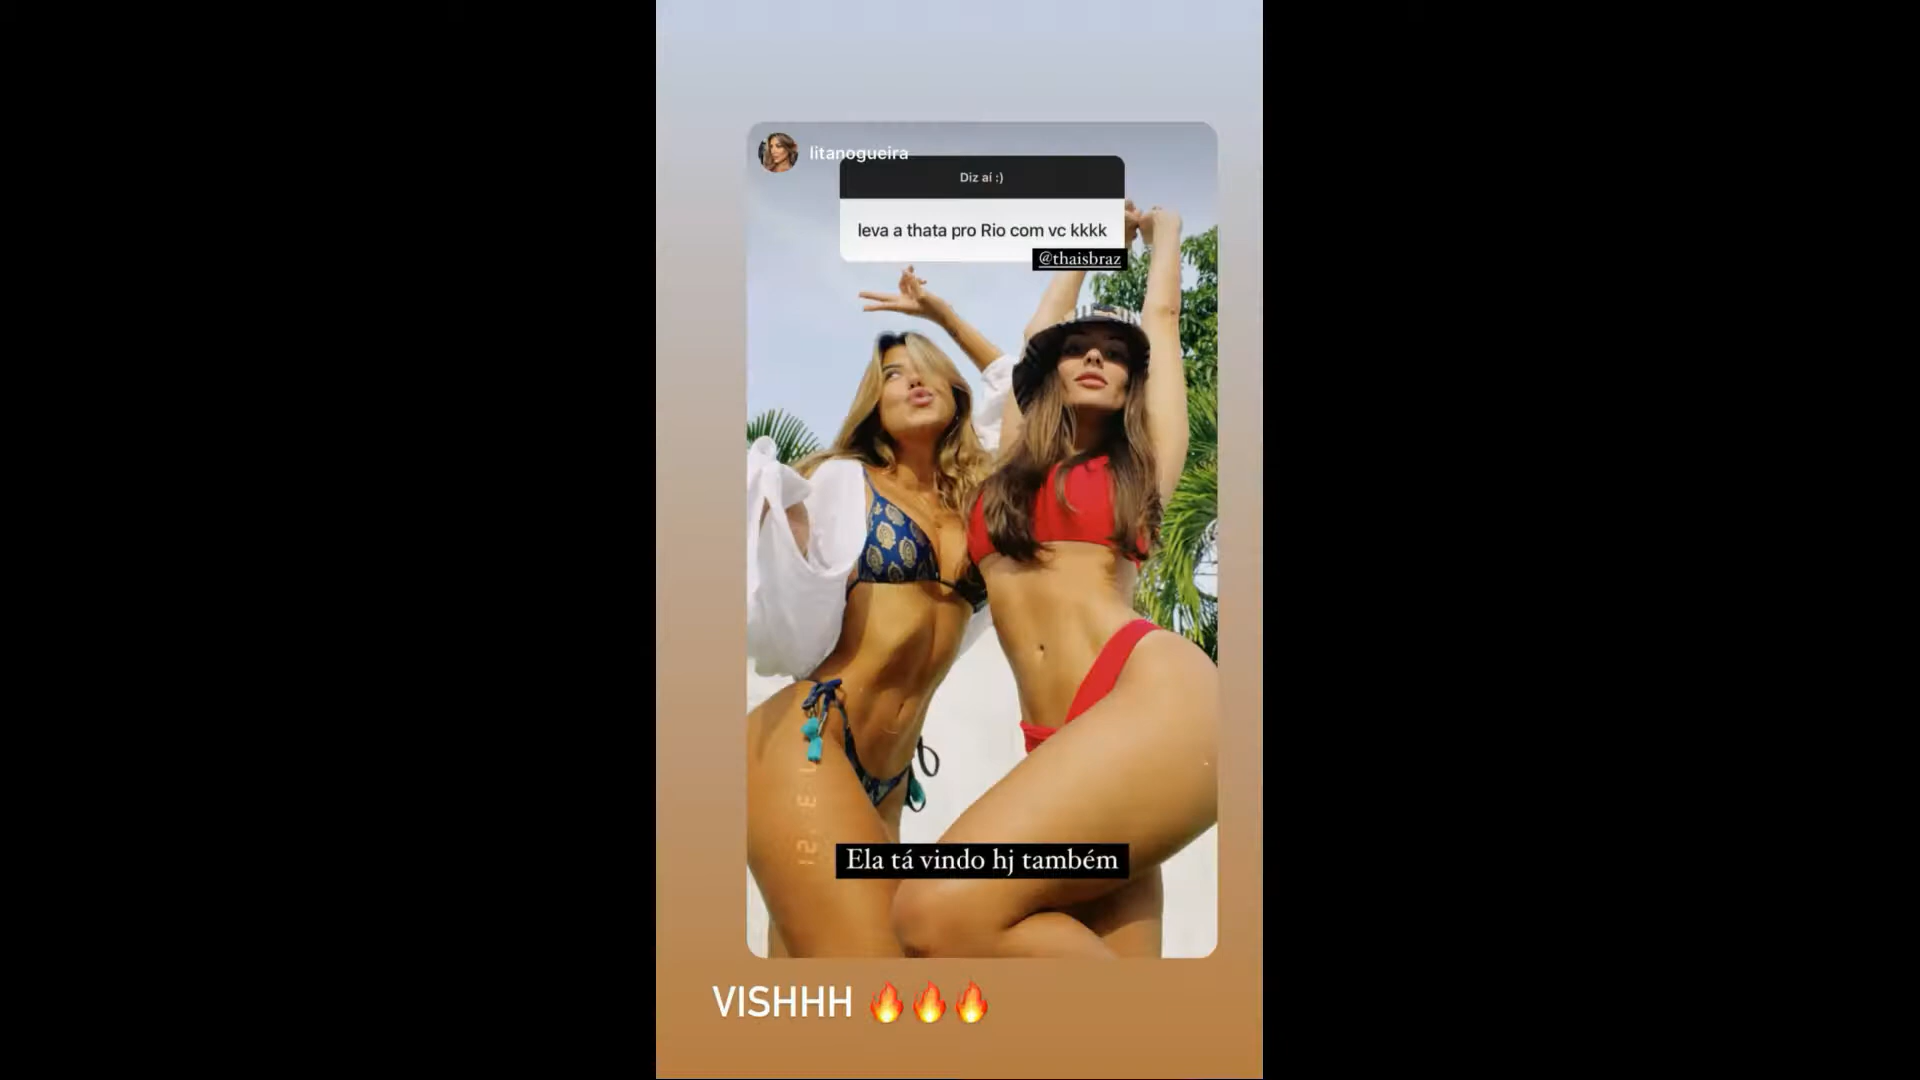 litanogueira
Diz aí :)
leva a thata pro Rio com vc kkkk
@thaisbraz
Ela tá vindo hj também
VISHHH 🔥🔥🔥